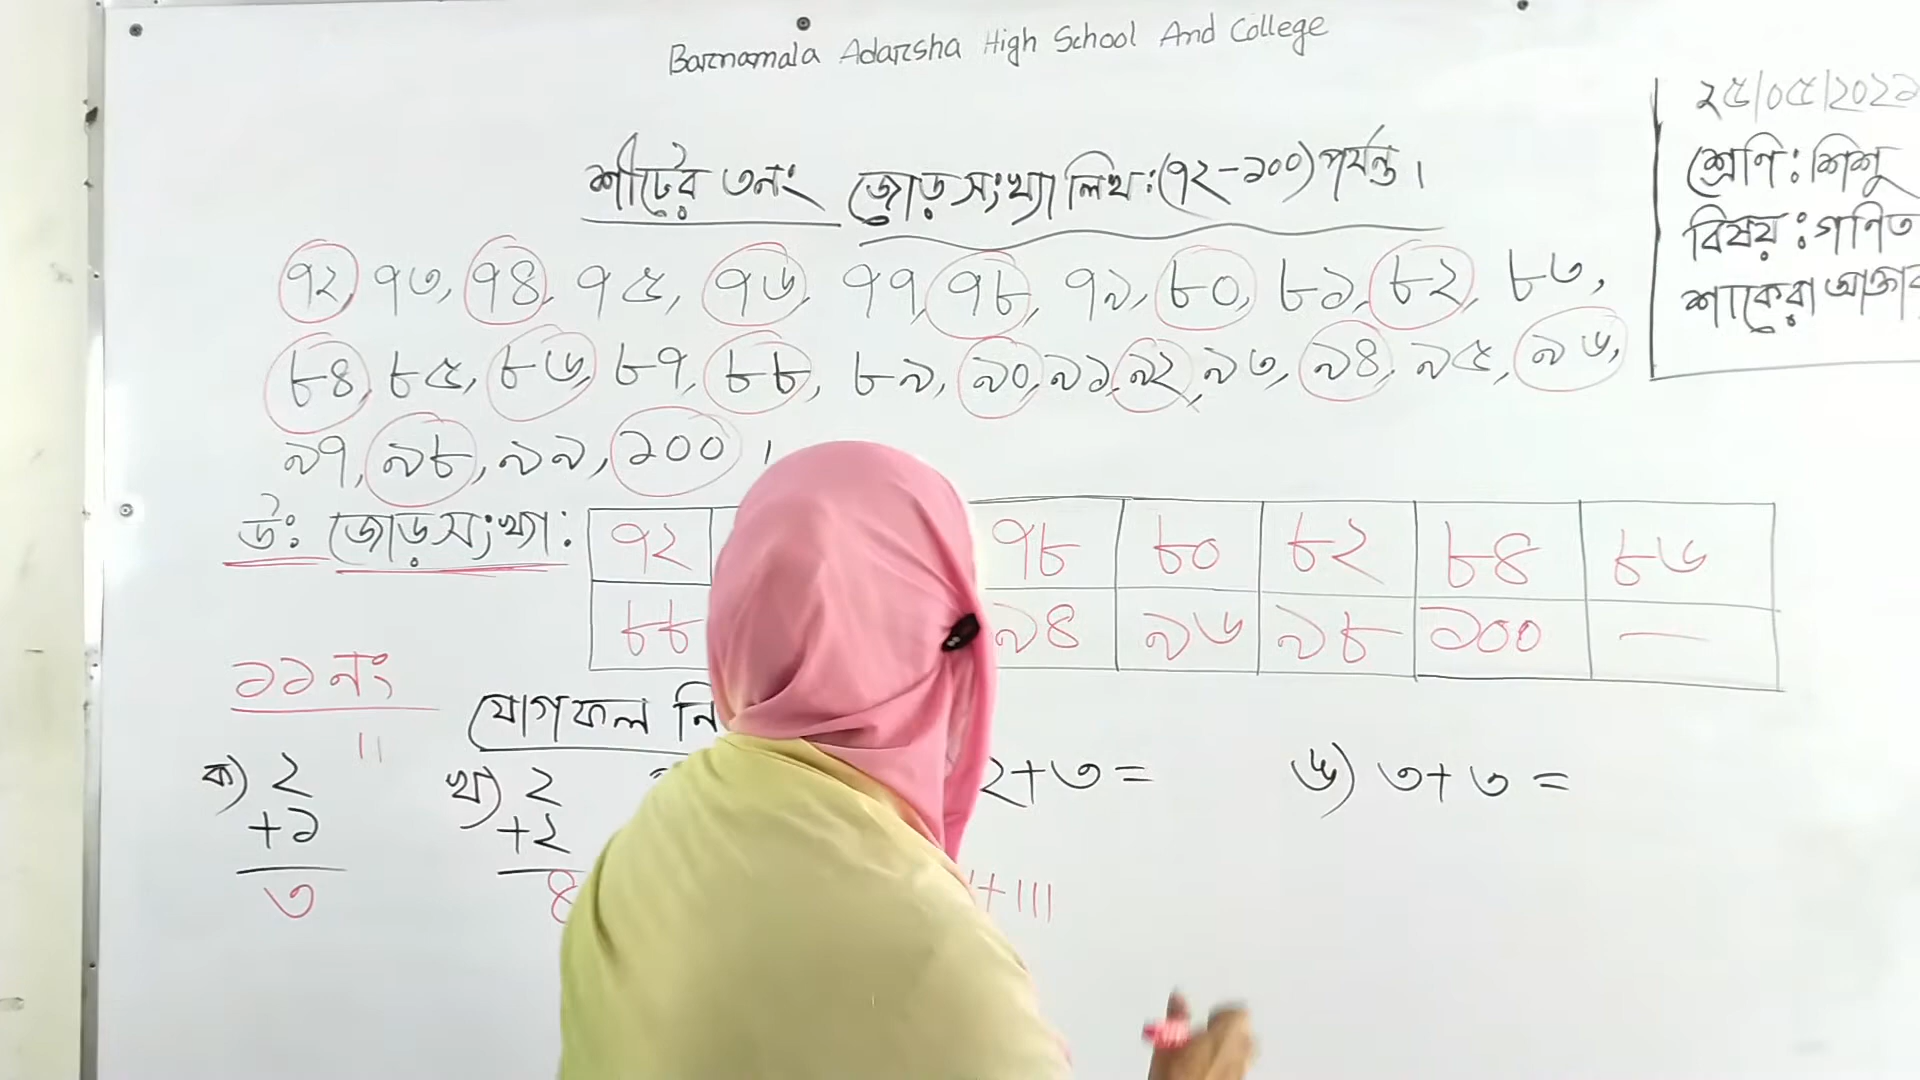 Barnamala Adarsha High School And College
২৫/০৫/২০২১
শ্রেণি: শিশু
বিষয়: গণিত
শাকেরা আক্তার
শীটের ৩নং জোড় সংখ্যা লিখ: (৭২-১০০) পর্যন্ত।
৭২, ৭৩, ৭৪, ৭৫, ৭৬, ৭৭, ৭৮, ৭৯, ৮০, ৮১, ৮২, ৮৩,
৮৪, ৮৫, ৮৬, ৮৭, ৮৮, ৮৯, ৯০, ৯১, ৯২, ৯৩, ৯৪, ৯৫, ৯৬,
৯৭, ৯৮, ৯৯, ১০০।
উঃ জোড় সংখ্যা: ৭২ ৭৮ ৮০ ৮২ ৮৪ ৮৬
৮৮ ৯৪ ৯৬ ৯৮ ১০০ —
১১নং
যোগফল নি
ক) ২ খ) ২ ২+৩= ঙ) ৩+৩=
+১ +২
৩ ৪ +III